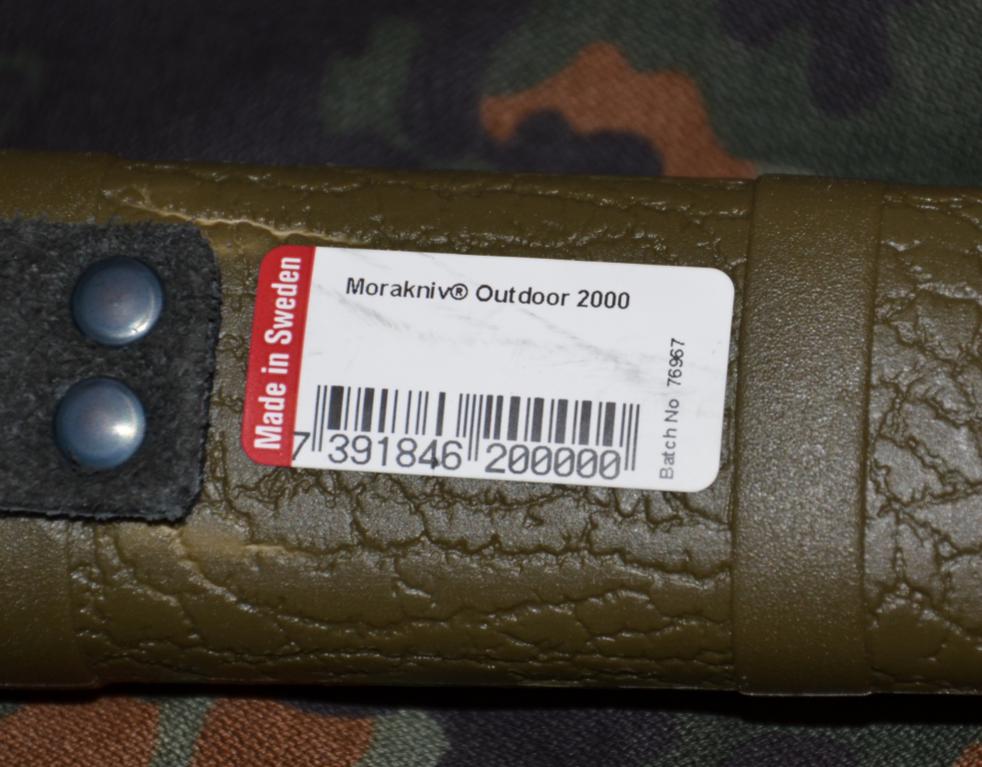 Made in Sweden
Morakniv® Outdoor 2000
7 391846 200000
Batch No 76967